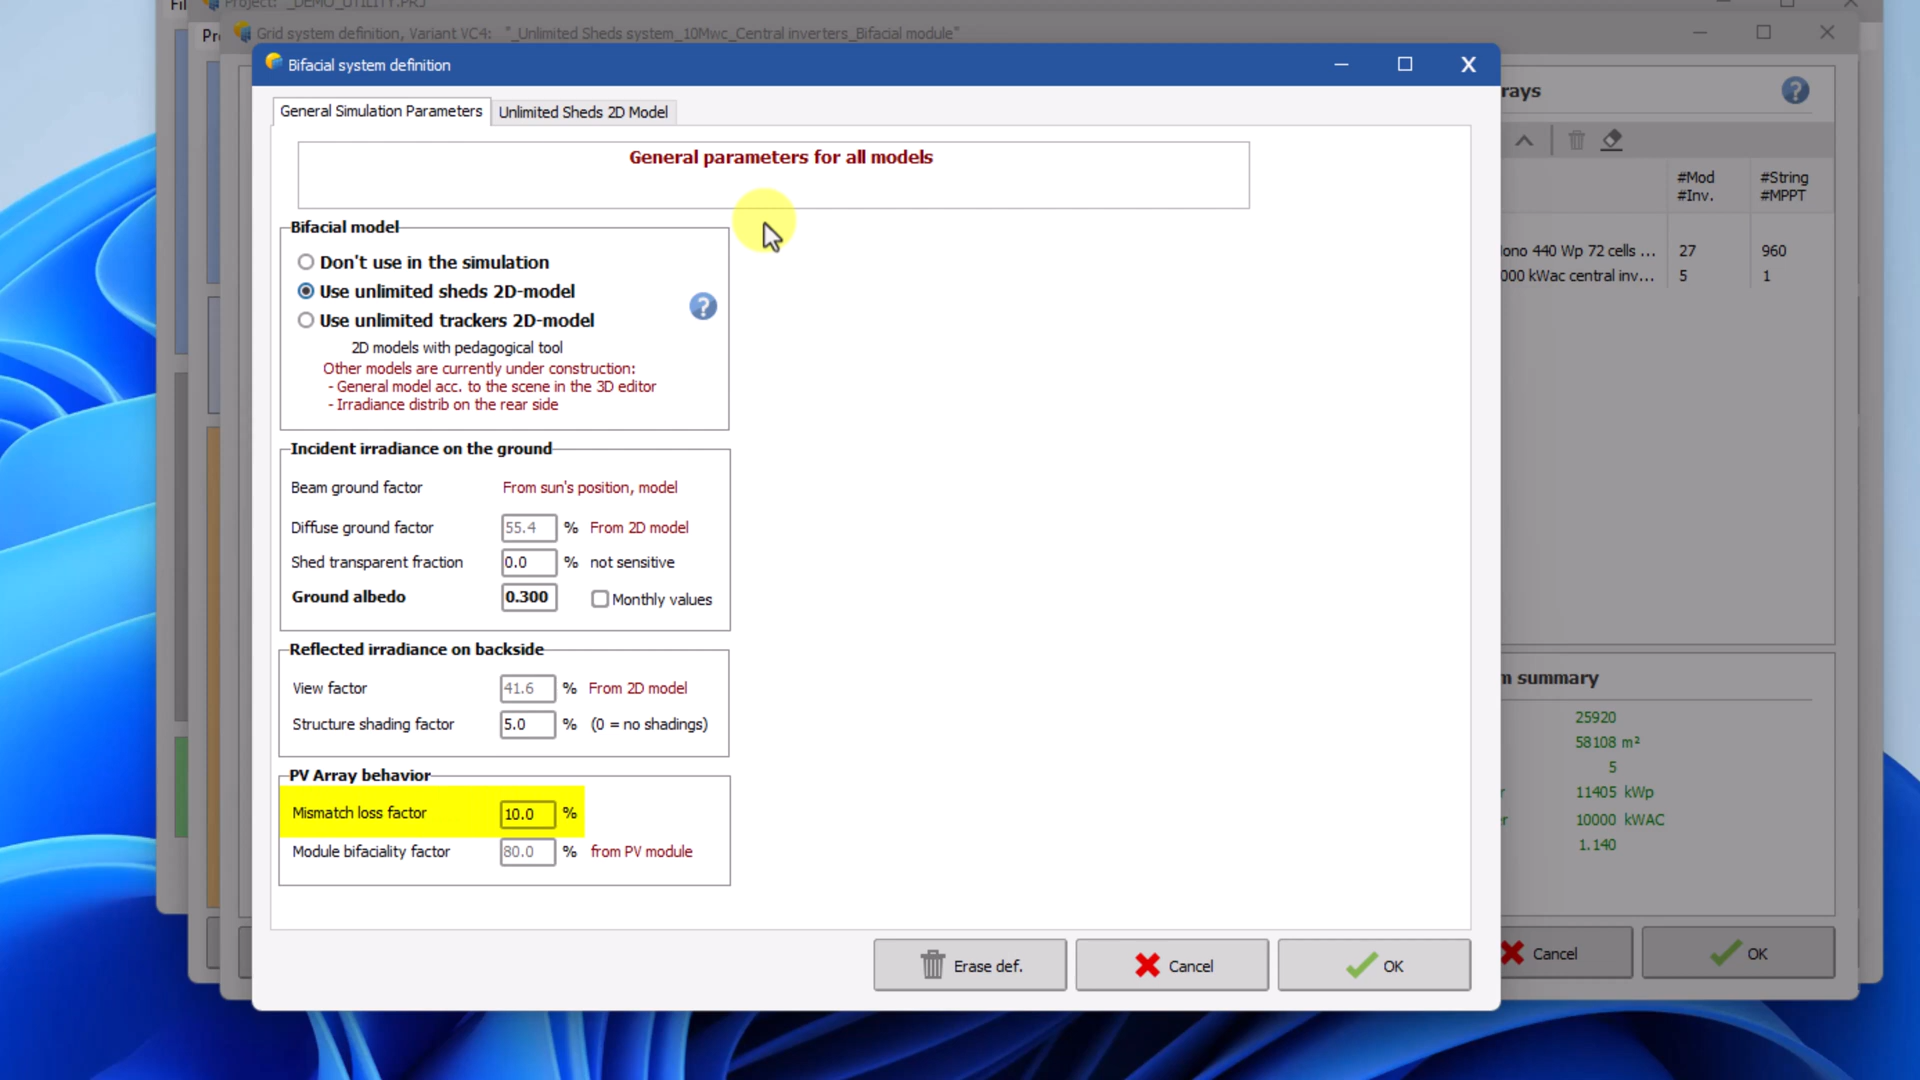 Fil
Project: _DEMO_UTILITY.PRJ
Pr
Grid system definition, Variant VC4: "_Unlimited Sheds system_10Mwc_Central inverters_Bifacial module"
Bifacial system definition
General Simulation Parameters
Unlimited Sheds 2D Model
General parameters for all models
Bifacial model
Don't use in the simulation
Use unlimited sheds 2D-model
Use unlimited trackers 2D-model
2D models with pedagogical tool
Other models are currently under construction:
- General model acc. to the scene in the 3D editor
- Irradiance distrib on the rear side
Incident irradiance on the ground
Beam ground factor From sun's position, model
Diffuse ground factor 55.4 % From 2D model
Shed transparent fraction 0.0 % not sensitive
Ground albedo 0.300 Monthly values
Reflected irradiance on backside
View factor 41.6 % From 2D model
Structure shading factor 5.0 % (0 = no shadings)
PV Array behavior
Mismatch loss factor 10.0 %
Module bifaciality factor 80.0 % from PV module
Erase def.
Cancel
OK
rays
#Mod #String
#Inv. #MPPT
ono 440 Wp 72 cells ... 27 960
000 kWac central inv... 5 1
m summary
25920
58108 m²
5
r 11405 kWp
er 10000 kWAC
1.140
Cancel
OK